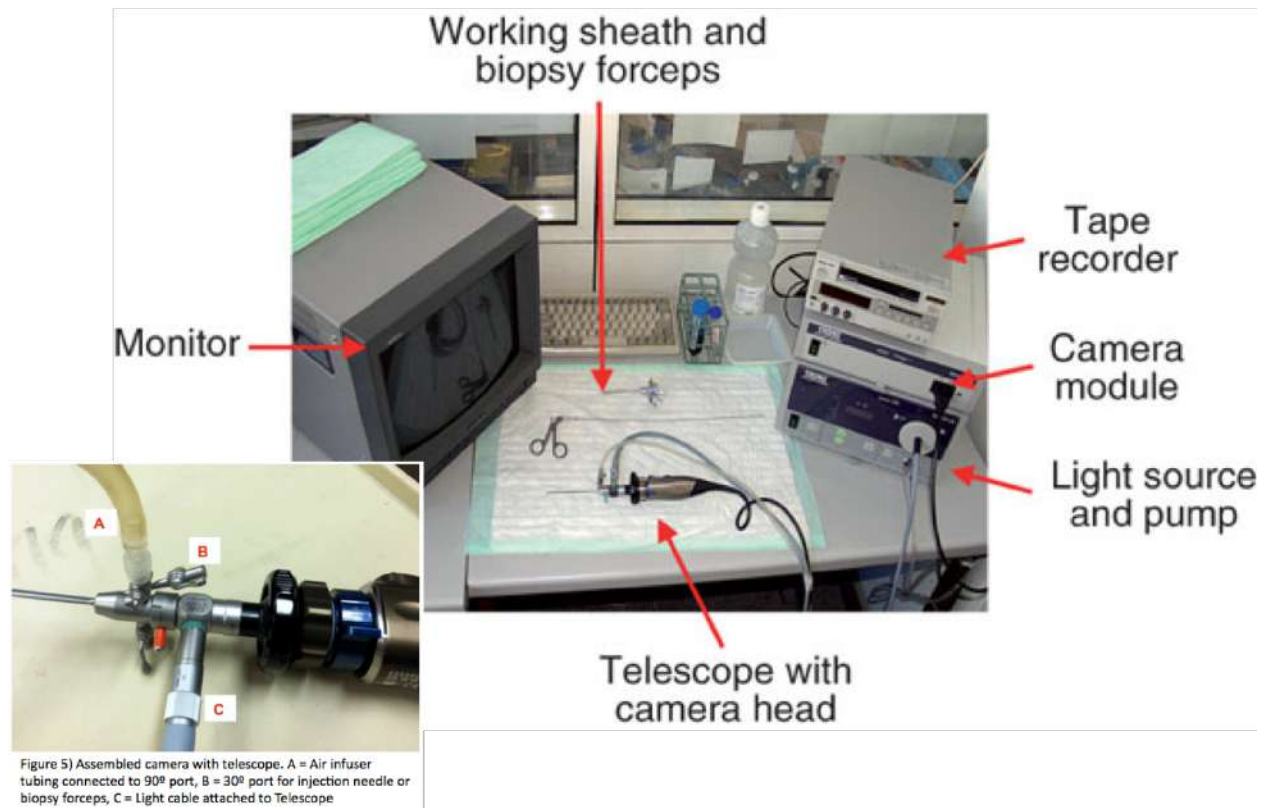 Working sheath and
biopsy forceps
Tape
recorder
Monitor
Camera
module
Light source
and pump
Telescope with
camera head
A
B
C
Figure 5) Assembled camera with telescope. A = Air infuser
tubing connected to 90º port, B = 30º port for injection needle or
biopsy forceps, C = Light cable attached to Telescope